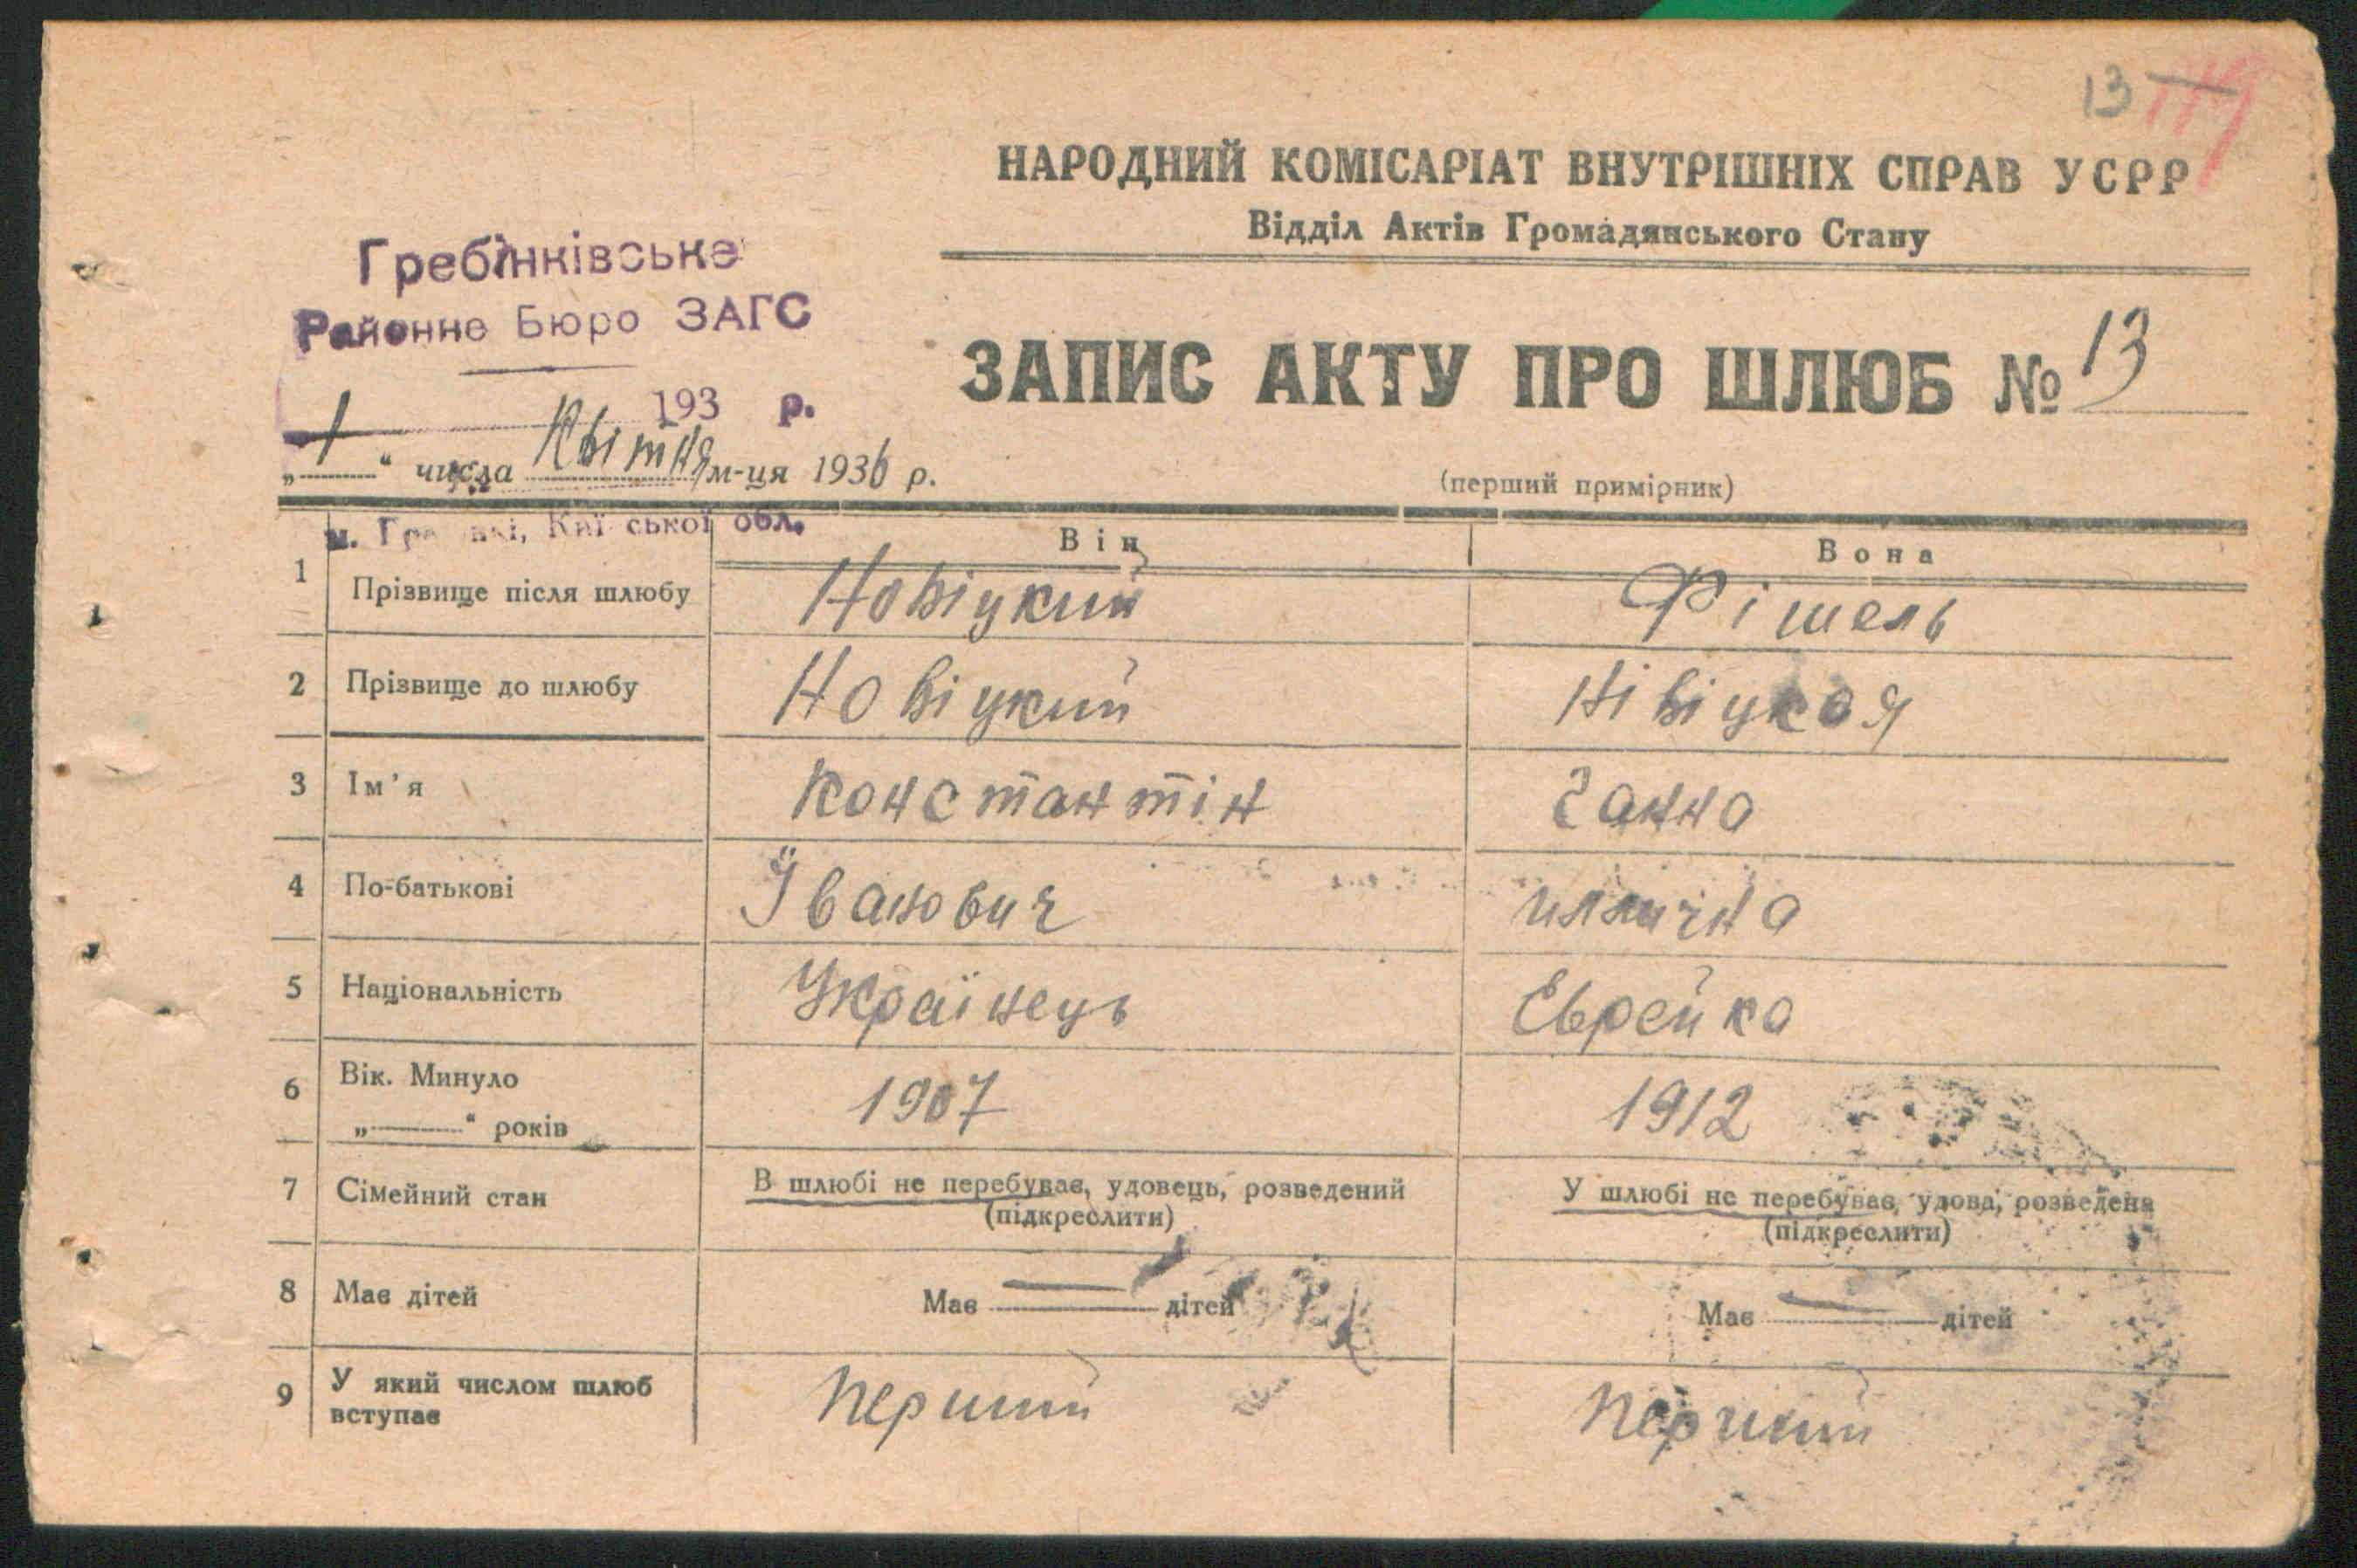 13
НАРОДНИЙ КОМІСАРІАТ ВНУТРІШНІХ СПРАВ УСРР
Відділ Актів Громадянського Стану
Гребінківське
Районне Бюро ЗАГС
193 р.
ЗАПИС АКТУ ПРО ШЛЮБ № 13
„1“ числа Квітня м-ця 1936 р.
(перший примірник)
обл.
Він Вона
1 Прізвище після шлюбу Новіцкий Фішель
2 Прізвище до шлюбу Новіцкий Нівіцкая
3 Ім'я Константін Ганна
4 По-батькові Іванович
5 Національність Українець Еврейка
6 Вік. Минуло 1907 1912
„——“ років
7 Сімейний стан В шлюбі не перебуває, удовець, розведений У шлюбі не перебуває, удова, розведена
(підкреслити) (підкреслити)
8 Має дітей Має — дітей Має — дітей
9 У який числом шлюб Перший Перший
вступає